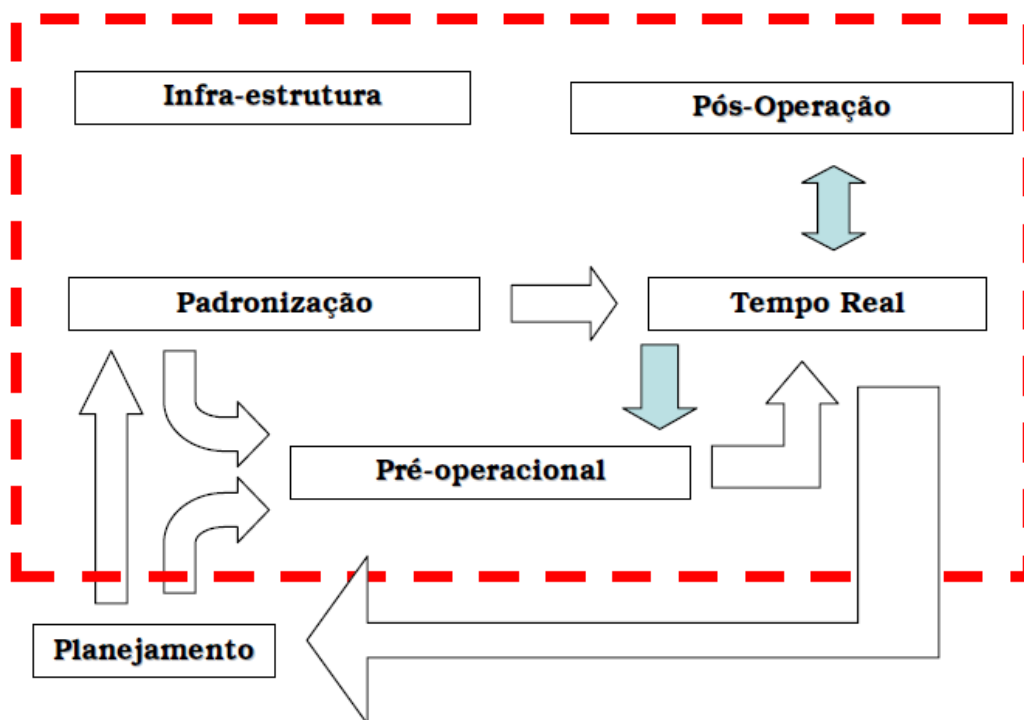 Infra-estrutura
Pós-Operação
Padronização
Tempo Real
Pré-operacional
Planejamento